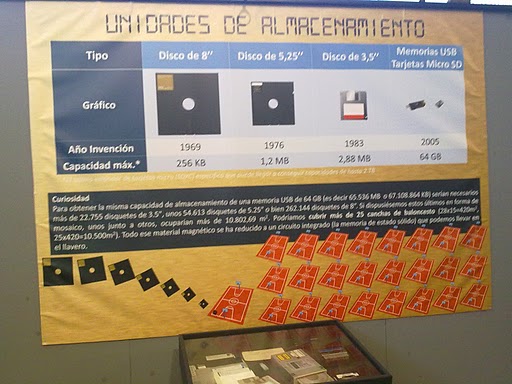 UNIDADES DE ALMACENAMIENTO
Tipo Disco de 8’’ Disco de 5,25’’ Disco de 3,5’’ Memorias USB
Tarjetas Micro SD
Gráfico
Año Invención 1969 1976 1983 2005
Capacidad máx.* 256 KB 1,2 MB 2,88 MB 64 GB
Curiosidad
Para obtener la misma capacidad de almacenamiento de una memoria USB de 64 GB (es decir 65.536 MB o 67.108.864 KB) serían necesarios
más de 22.755 disquetes de 3.5”, unos 54.613 disquetes de 5.25” o bien 262.144 disquetes de 8”. Si dispusiésemos estos últimos en forma de
mosaico, unos junto a otros, ocuparían más de 10.802,69 m². Podríamos cubrir más de 25 canchas de baloncesto (28x15=420m²,
25x420=10.500m²). Todo ese material magnético se ha reducido a un circuito integrado (la memoria de estado sólido) que podemos llevar en
el llavero.